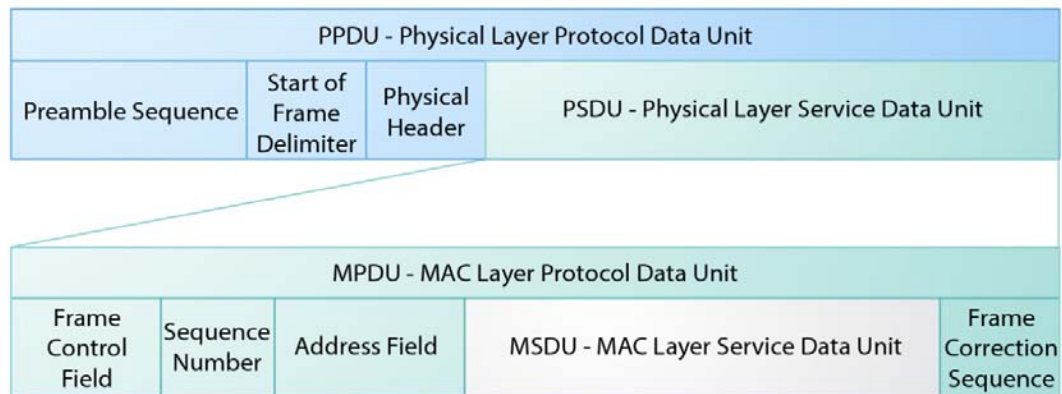 PPDU - Physical Layer Protocol Data Unit
Preamble Sequence
Start of
Frame
Delimiter
Physical
Header
PSDU - Physical Layer Service Data Unit
MPDU - MAC Layer Protocol Data Unit
Frame
Control
Field
Sequence
Number
Address Field
MSDU - MAC Layer Service Data Unit
Frame
Correction
Sequence